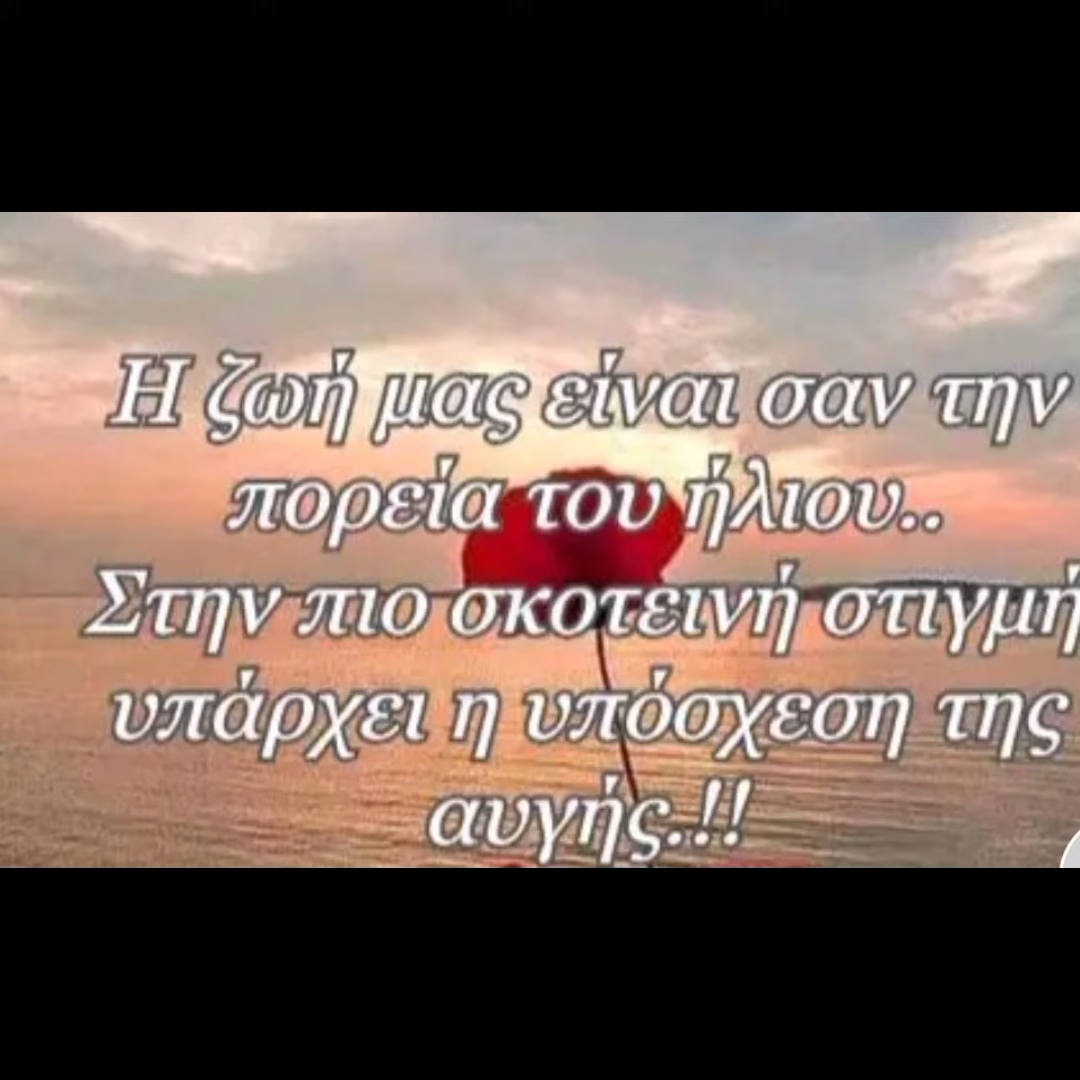 Η ζωή μας είναι σαν την
πορεία του ήλιου..
Στην πιο σκοτεινή στιγμή
υπάρχει η υπόσχεση της
αυγής.!!